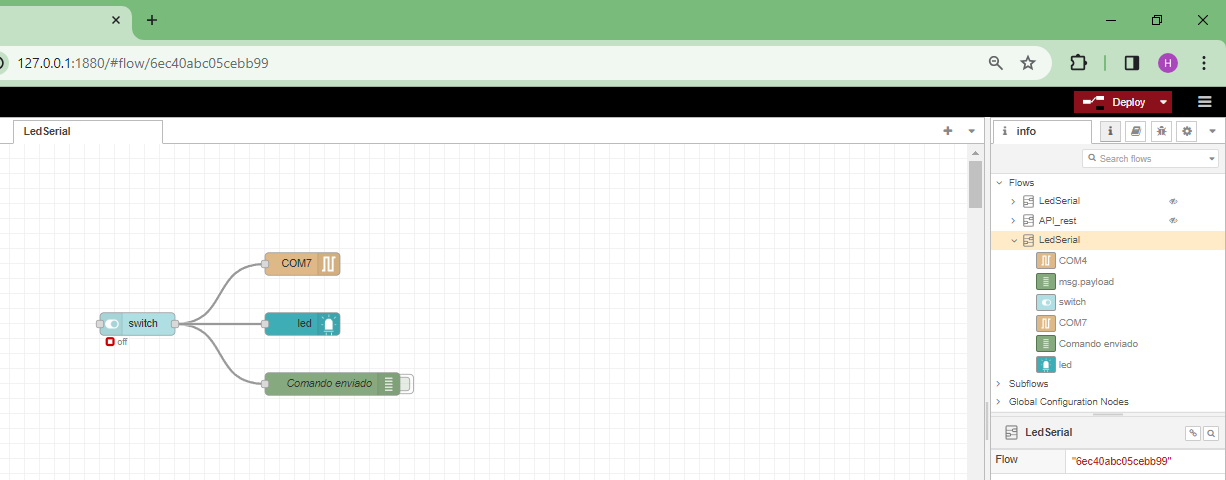 127.0.0.1:1880/#flow/6ec40abc05cebb99
H
Deploy
LedSerial
info
Search flows
Flows
LedSerial
API_rest
LedSerial
COM4
msg.payload
switch
COM7
Comando enviado
led
Subflows
Global Configuration Nodes
COM7
switch
led
off
Comando enviado
LedSerial
Flow "6ec40abc05cebb99"